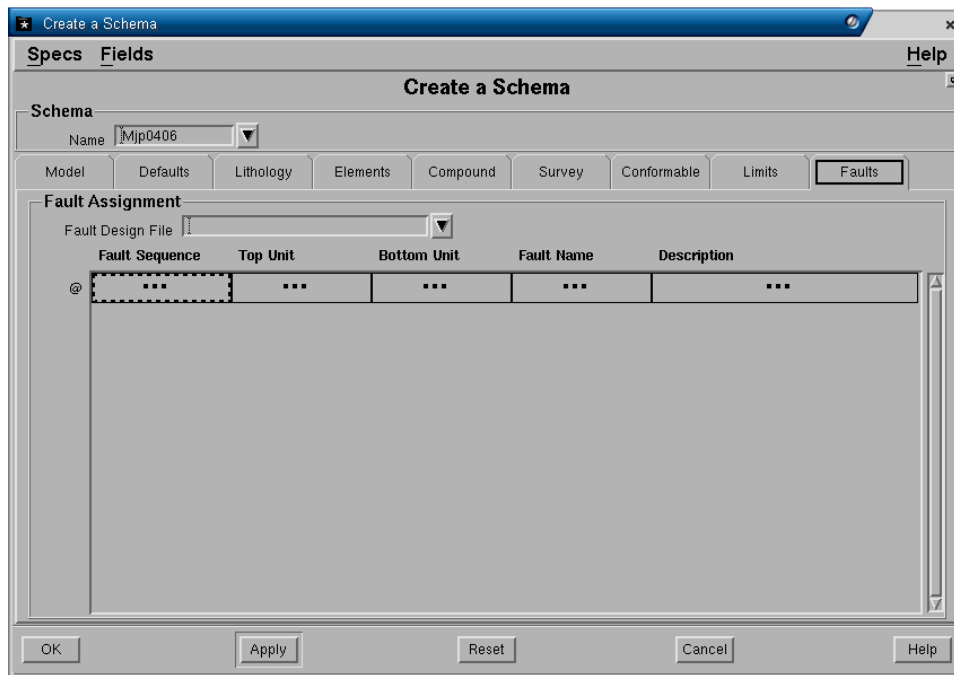 Create a Schema
Specs Fields Help
Create a Schema
Schema
Name Mjp0406
Model Defaults Lithology Elements Compound Survey Conformable Limits Faults
Fault Assignment
Fault Design File
Fault Sequence Top Unit Bottom Unit Fault Name Description
@ ... ... ... ... ...
OK Apply Reset Cancel Help